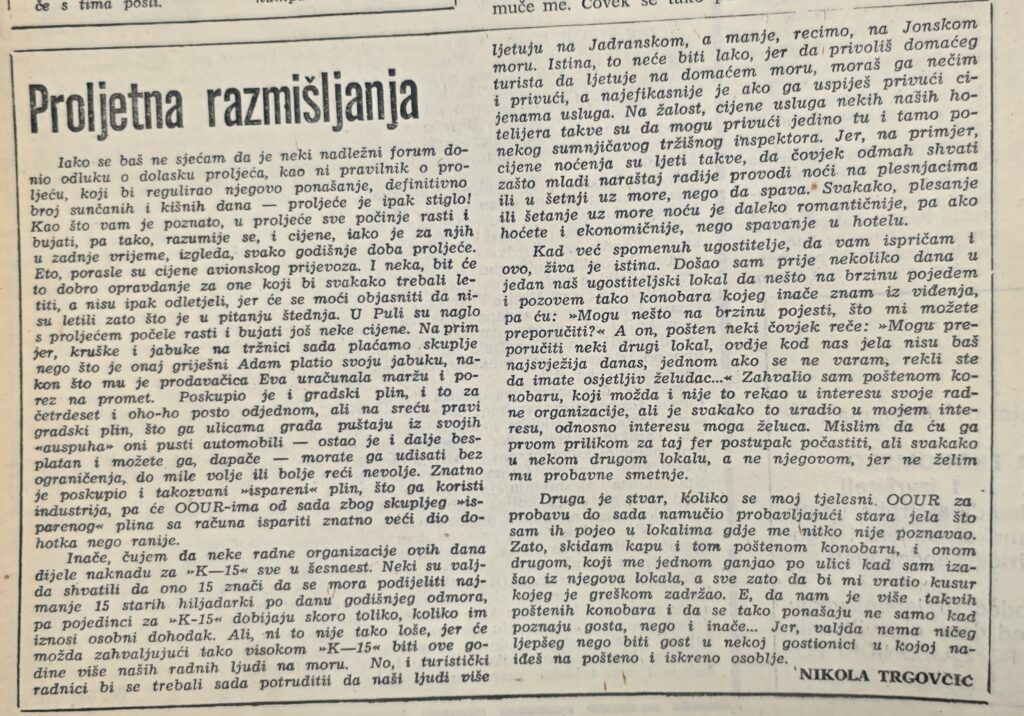 če s tima pošli.
muče me. Čovek se tako
Proljetna razmišljanja
Iako se baš ne sjećam da je neki nadležni forum do-
nio odluku o dolasku proljeća, kao ni pravilnik o pro-
ljeću, koji bi regulirao njegovo ponašanje, definitivno
broj sunčanih i kišnih dana — proljeće je ipak stiglo!
Kao što vam je poznato, u proljeće sve počinje rasti i
bujati, pa tako, razumije se, i cijene, iako je za njih
u zadnje vrijeme, izgleda, svako godišnje doba proljeće.
Eto, porasle su cijene avionskog prijevoza. I neka, bit će
to dobro opravdanje za one koji bi svakako trebali le-
titi, a nisu ipak odletjeli, jer će se moći objasniti da ni-
su letili zato što je u pitanju štednja. U Puli su naglo
s proljećem počele rasti i bujati još neke cijene. Na prim
jer, kruške i jabuke na tržnici sada plaćamo skuplje
nego što je onaj griješni Adam platio svoju jabuku, na-
kon što mu je prodavačica Eva uračunala maržu i po-
rez na promet. Poskupio je i gradski plin, i to za
četrdeset i oho-ho posto odjednom, ali na sreću pravi
gradski plin, što ga ulicama grada puštaju iz svojih
»auspuha« oni pusti automobili — ostao je i dalje bes-
platan i možete ga, dapače — morate ga udisati bez
ograničenja, do mile volje ili bolje reći nevolje. Znatno
je poskupio i takozvani »ispareni« plin, što ga koristi
industrija, pa će OOUR-ima od sada zbog skupljeg »is-
parenog« plina sa računa ispariti znatno veći dio do-
hotka nego ranije.
Inače, čujem da neke radne organizacije ovih dana
dijele naknadu za »K—15« sve u šesnaest. Neki su valj-
da shvatili da ono 15 znači da se mora podijeliti naj-
manje 15 starih hiljadarki po danu godišnjeg odmora,
pa pojedinci za »K-15« dobijaju skoro toliko, koliko im
iznosi osobni dohodak. Ali, ni to nije tako loše, jer će
možda zahvaljujući tako visokom »K—15« biti ove go-
dine više naših radnih ljudi na moru. No, i turistički
radnici bi se trebali sada potruditii da naši ljudi više
ljetuju na Jadranskom, a manje, recimo, na Jonskom
moru. Istina, to neće biti lako, jer da privoliš domaćeg
turista da ljetuje na domaćem moru, moraš ga nečim
i privući, a najefikasnije je ako ga uspiješ privući ci-
jenama usluga. Na žalost, cijene usluga nekih naših ho-
telijera takve su da mogu privući jedino tu i tamo po-
nekog sumnjičavog tržišnog inspektora. Jer, na primjer,
cijene noćenja su ljeti takve, da čovjek odmah shvati
zašto mladi naraštaj radije provodi noći na plesnjacima
ili u šetnji uz more, nego da spava. Svakako, plesanje
ili šetanje uz more noću je daleko romantičnije, pa ako
hoćete i ekonomičnije, nego spavanje u hotelu.
Kad već spomenuh ugostitelje, da vam ispričam i
ovo, živa je istina. Došao sam prije nekoliko dana u
jedan naš ugostiteljski lokal da nešto na brzinu pojedem
i pozovem tako konobara kojeg inače znam iz viđenja,
pa ću: »Mogu nešto na brzinu pojesti, što mi možete
preporučiti?« A on, pošten neki čovjek reče: »Mogu pre-
poručiti neki drugi lokal, ovdje kod nas jela nisu baš
najsvježija danas, jednom ako se ne varam, rekli ste
da imate osjetljiv želudac...« Zahvalio sam poštenom ko-
nobaru, koji možda i nije to rekao u interesu svoje rad-
ne organizacije, ali je svakako to uradio u mojem inte-
resu, odnosno interesu moga želuca. Mislim da ću ga
prvom prilikom za taj fer postupak počastiti, ali svakako
u nekom drugom lokalu, a ne njegovom, jer ne želim
mu probavne smetnje.
Druga je stvar, koliko se moj tjelesni OOUR za
probavu do sada namučio probavljajući stara jela što
sam ih pojeo u lokalima gdje me nitko nije poznavao.
Zato, skidam kapu i tom poštenom konobaru, i onom
drugom, koji me jednom ganjao po ulici kad sam iza-
šao iz njegova lokala, a sve zato da bi mi vratio kusur
kojeg je greškom zadržao. E, da nam je više takvih
poštenih konobara i da se tako ponašaju ne samo kad
poznaju gosta, nego i inače... Jer, valjda nema ničeg
ljepšeg nego biti gost u nekoj gostionici u kojoj na-
iđeš na pošteno i iskreno osoblje.
NIKOLA TRGOVČIĆ